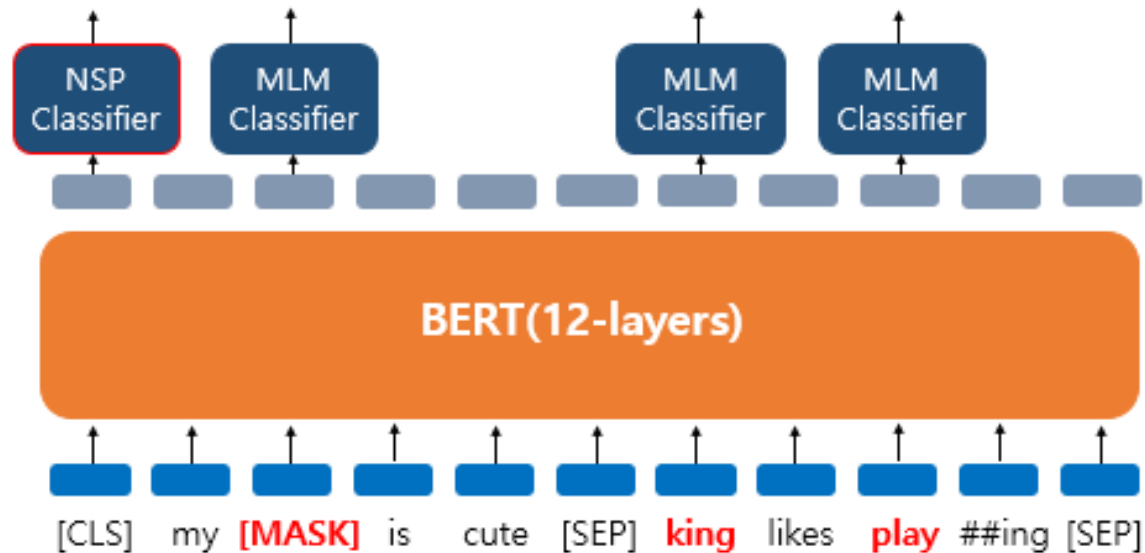 NSP
Classifier
MLM
Classifier
MLM
Classifier
MLM
Classifier
BERT(12-layers)
[CLS] my [MASK] is cute [SEP] king likes play ##ing [SEP]